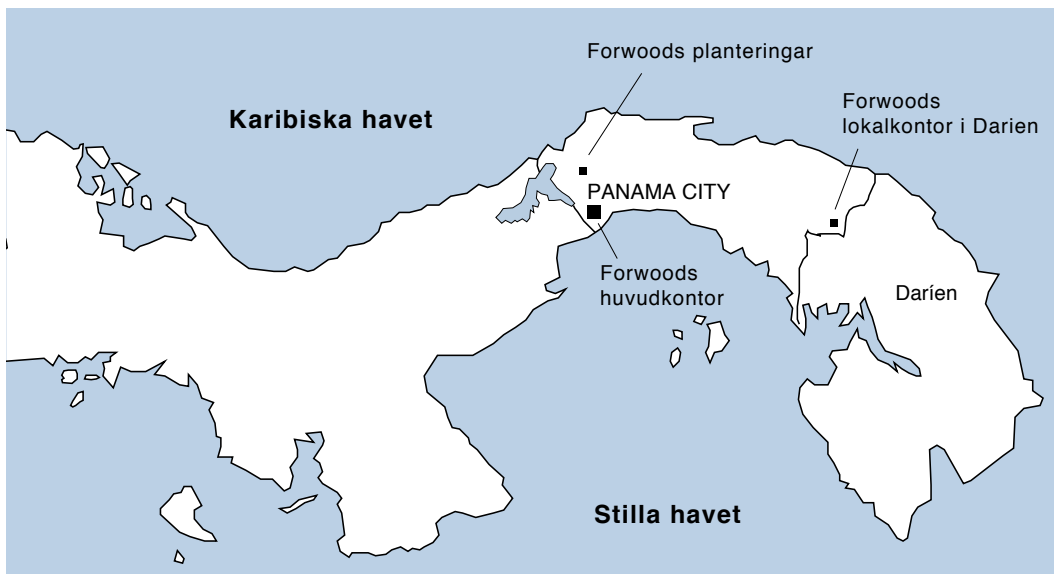 Forwoods planteringar
Forwoods
lokalkontor i Darien
Karibiska havet
PANAMA CITY
Forwoods
huvudkontor
Daríen
Stilla havet